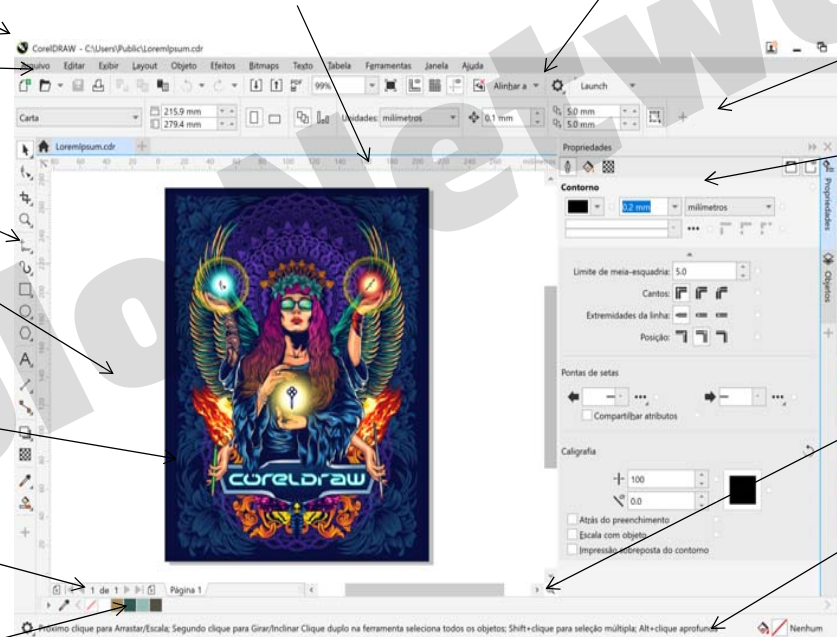 CorelDRAW - C:\Users\Public\LoremIpsum.cdr
Arquivo Editar Exibir Layout Objeto Efeitos Bitmaps Texto Tabela Ferramentas Janela Ajuda
PDF 99% Alinhar a Launch
Carta 215.9 mm 279.4 mm Unidades: milímetros 0.1 mm 5.0 mm 5.0 mm
LoremIpsum.cdr
Propriedades
Contorno
0.2 mm milímetros
Limite de meia-esquadria: 5.0
Cantos:
Extremidades da linha:
Posição:
Pontas de setas
Compartilhar atributos
Caligrafia
100
0.0
Atrás do preenchimento
Escala com objeto
Impressão sobreposta do contorno
Propriedades
Objetos
CorelDRAW
1 de 1 Página 1
Próximo clique para Arrastar/Escala; Segundo clique para Girar/Inclinar Clique duplo na ferramenta seleciona todos os objetos; Shift+clique para seleção múltipla; Alt+clique aprofunda
Nenhum